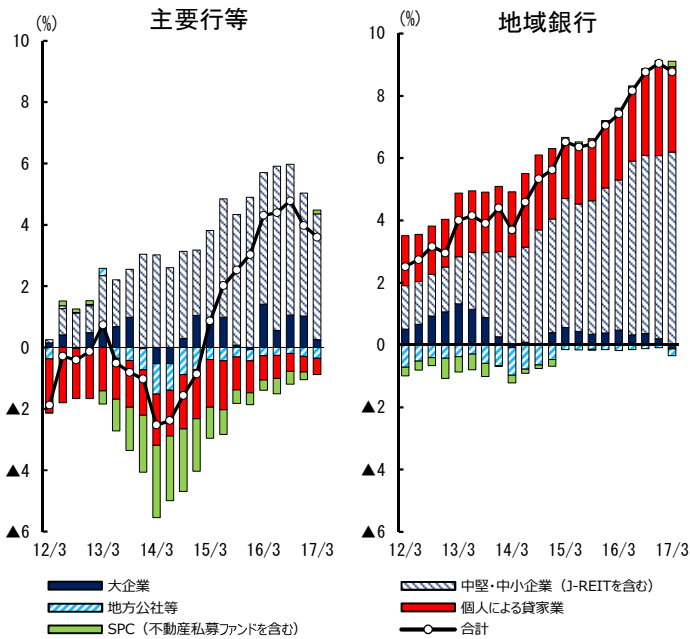 主要行等
(%)
10
8
6
4
2
0
▲2
▲4
▲6
12/3 13/3 14/3 15/3 16/3 17/3
地域銀行
(%)
10
8
6
4
2
0
▲2
▲4
▲6
12/3 13/3 14/3 15/3 16/3 17/3
大企業
地方公社等
SPC(不動産私募ファンドを含む)
中堅・中小企業(J-REITを含む)
個人による貸家業
合計